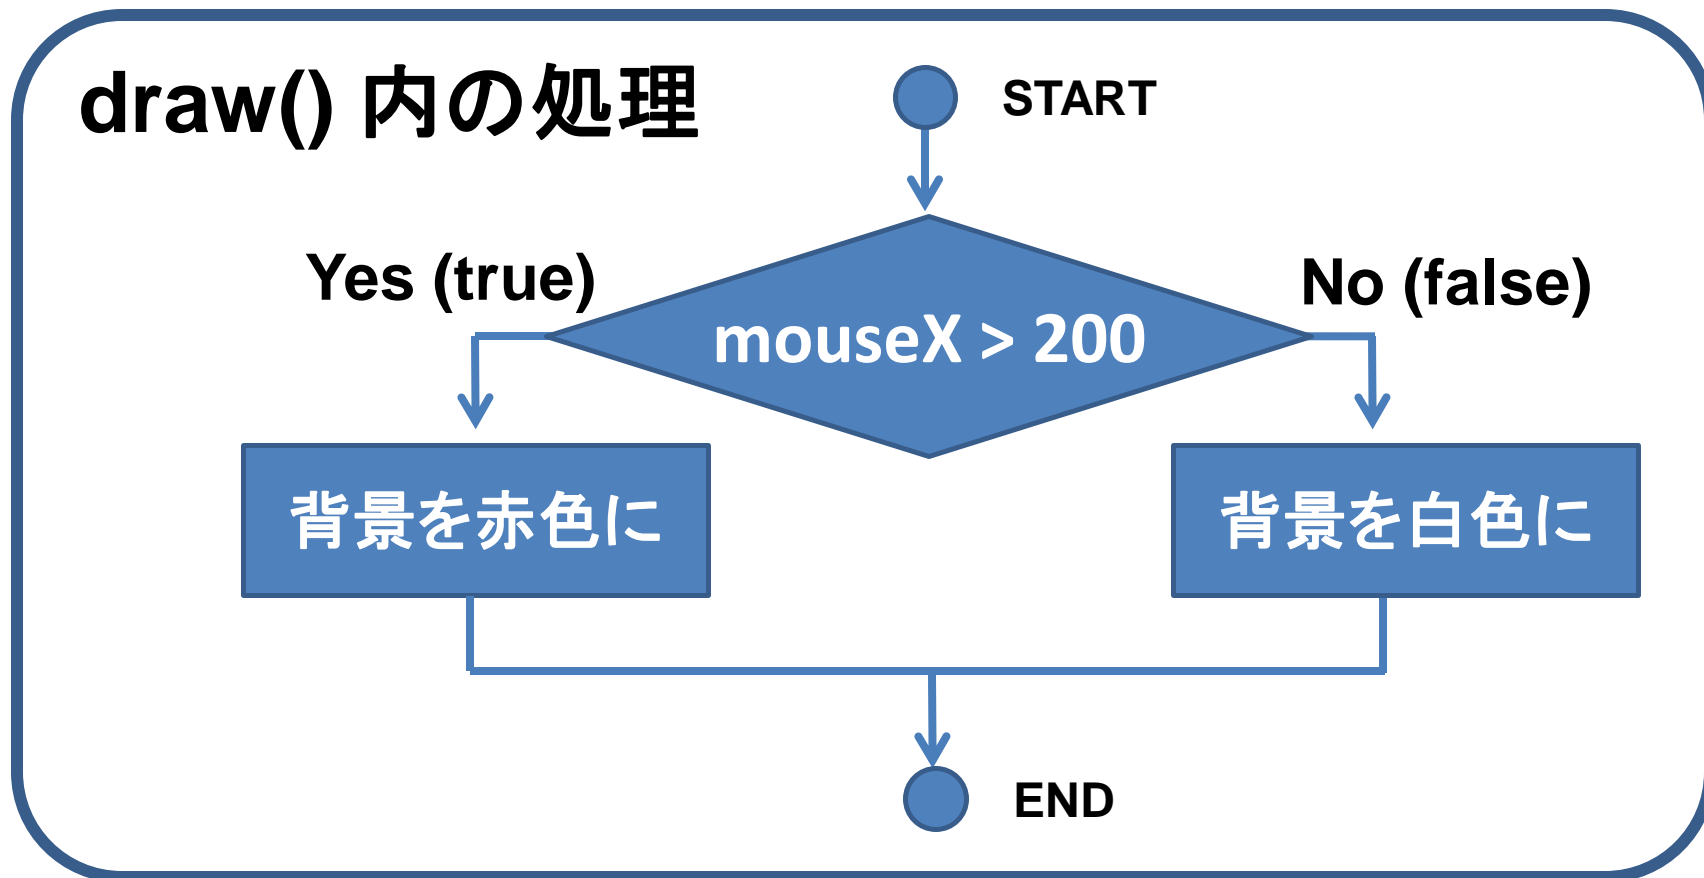 draw() 内の処理
START
Yes (true)
No (false)
mouseX > 200
背景を赤色に
背景を白色に
END